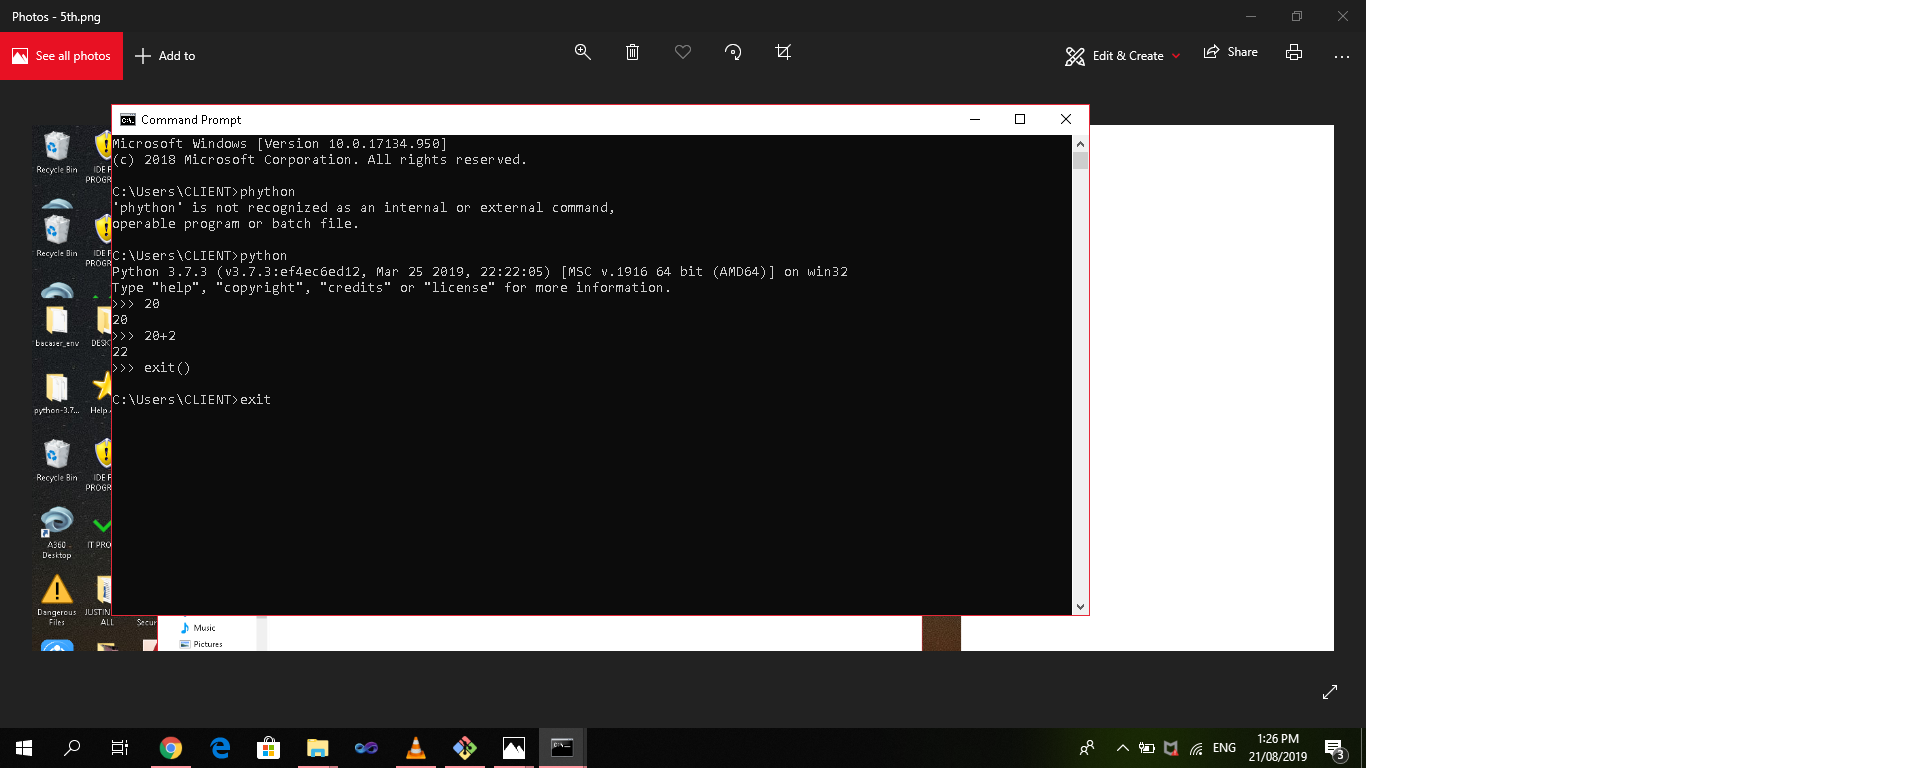 Photos - 5th.png
See all photos
Add to
Edit & Create
Share
Command Prompt
Microsoft Windows [Version 10.0.17134.950]
(c) 2018 Microsoft Corporation. All rights reserved.
C:\Users\CLIENT>phython
'phython' is not recognized as an internal or external command,
operable program or batch file.
C:\Users\CLIENT>python
Python 3.7.3 (v3.7.3:ef4ec6ed12, Mar 25 2019, 22:22:05) [MSC v.1916 64 bit (AMD64)] on win32
Type "help", "copyright", "credits" or "license" for more information.
>>> 20
20
>>> 20+2
22
>>> exit()
C:\Users\CLIENT>exit
Recycle Bin
IDE
PROGR
Recycle Bin
IDE
PROGR
bacaser_env
DESK
python-3.7...
Help
Recycle Bin
IDE
PROGR
A360
Desktop
IT PRO
Dangerous
Files
JUSTIN
ALL
Secur
Music
Pictures
ENG
1:26 PM
21/08/2019
3